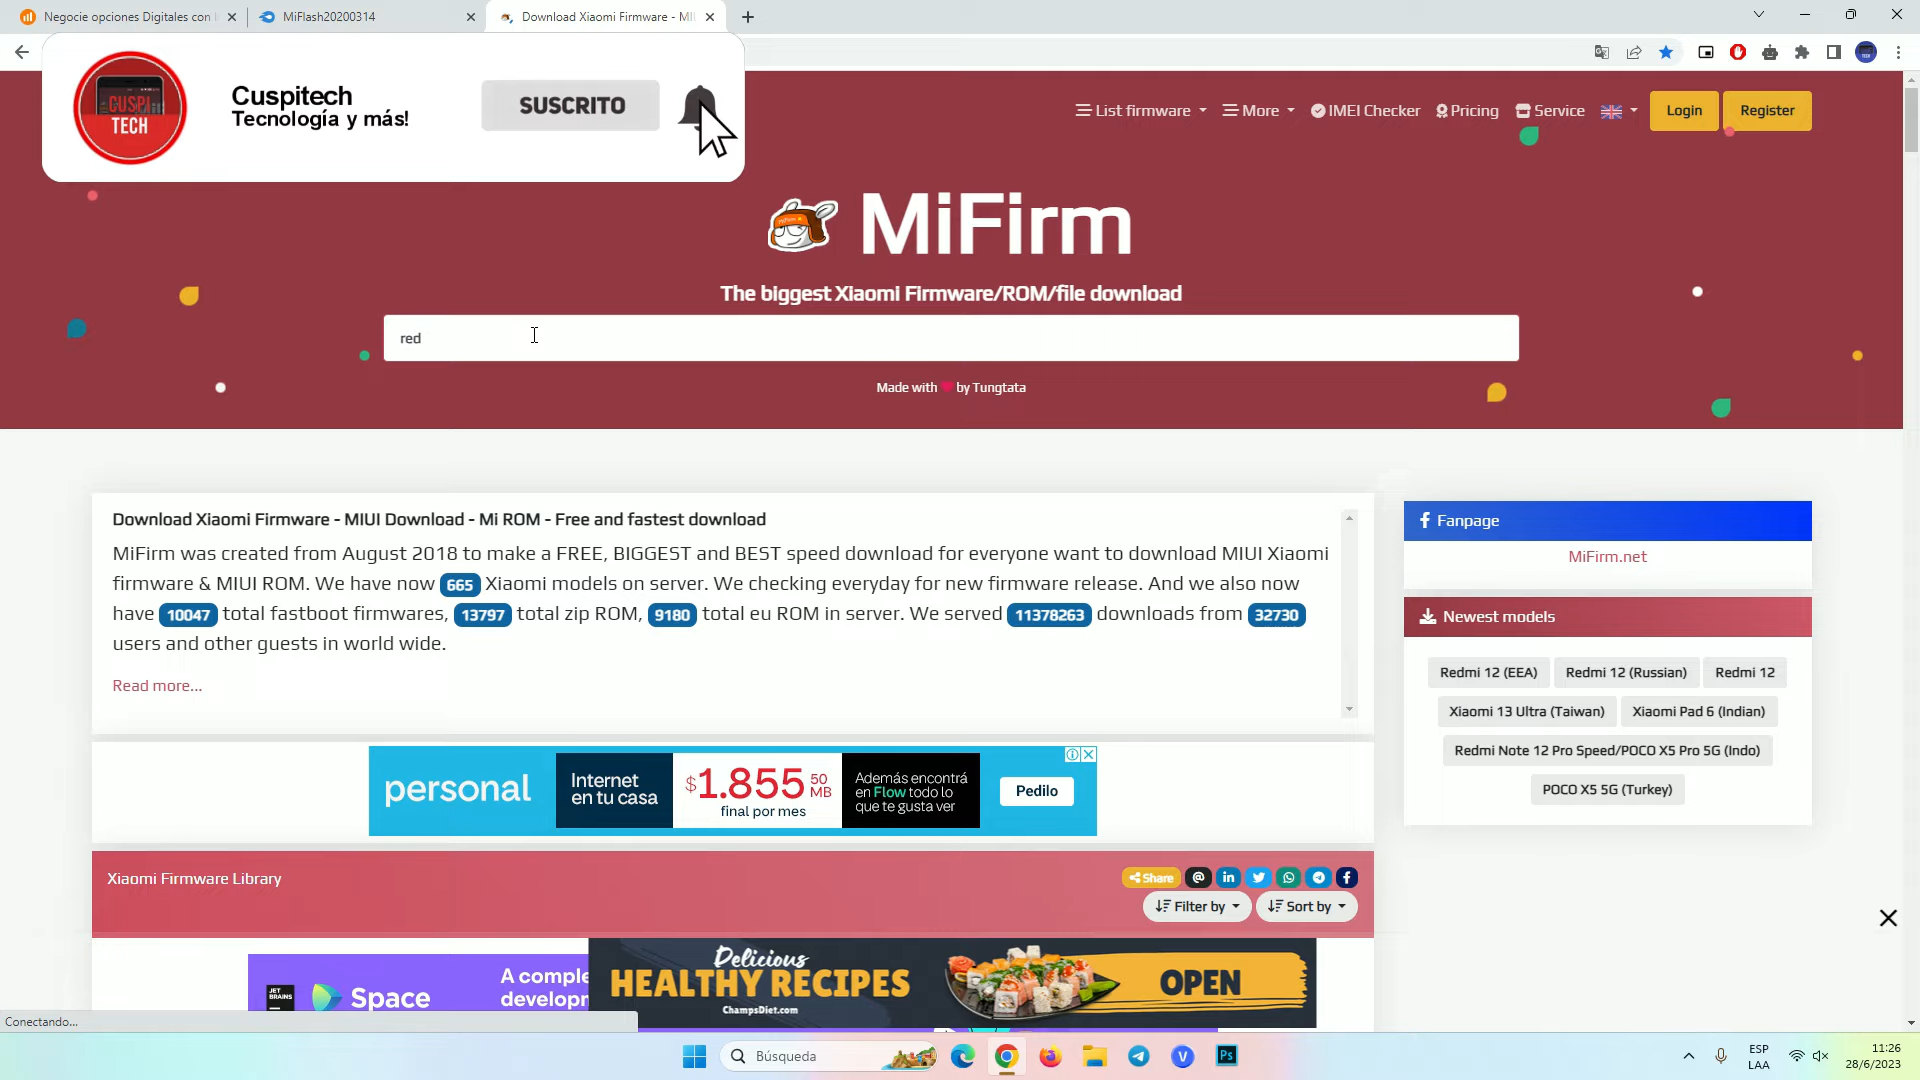 Negocie opciones Digitales con
MiFlash20200314
Download Xiaomi Firmware - MI
CUSPI
TECH
Cuspitech
Tecnología y más!
SUSCRITO
List firmware
More
IMEI Checker
Pricing
Service
Login
Register
MiFirm
The biggest Xiaomi Firmware/ROM/file download
red
Made with by Tungtata
Download Xiaomi Firmware - MIUI Download - Mi ROM - Free and fastest download
MiFirm was created from August 2018 to make a FREE, BIGGEST and BEST speed download for everyone want to download MIUI Xiaomi
firmware & MIUI ROM. We have now 665 Xiaomi models on server. We checking everyday for new firmware release. And we also now
have 10047 total fastboot firmwares, 13797 total zip ROM, 9180 total eu ROM in server. We served 11378263 downloads from 32730
users and other guests in world wide.
Read more...
Fanpage
MiFirm.net
Newest models
Redmi 12 (EEA)
Redmi 12 (Russian)
Redmi 12
Xiaomi 13 Ultra (Taiwan)
Xiaomi Pad 6 (Indian)
Redmi Note 12 Pro Speed/POCO X5 Pro 5G (Indo)
POCO X5 5G (Turkey)
personal
Internet
en tu casa
$1.855 50
MB
final por mes
Además encontrá
en Flow todo lo
que te gusta ver
Pedilo
Xiaomi Firmware Library
Share
Filter by
Sort by
JET
BRAINS
Space
A comple
developr
Delicious
HEALTHY RECIPES
ChampsDiet.com
OPEN
Conectando...
Búsqueda
Ps
ESP
LAA
11:26
28/6/2023